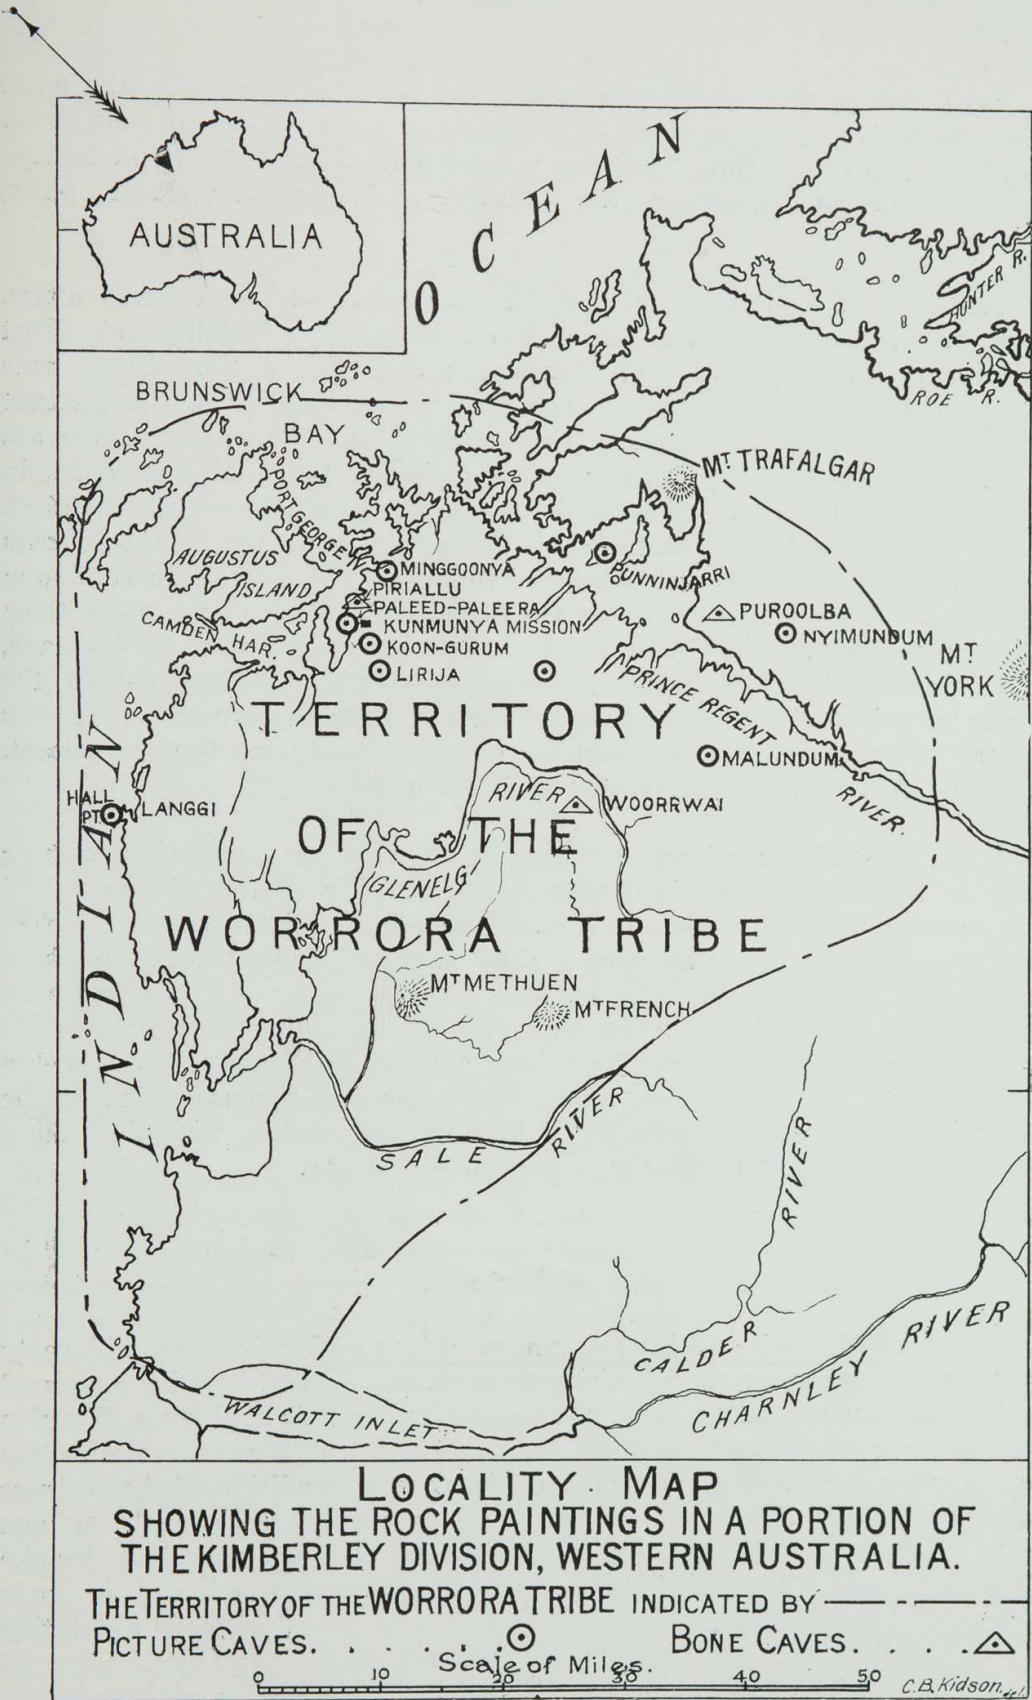 AUSTRALIA
OCEAN
HUNTER R.
ROE R.
BRUNSWICK
BAY
MT TRAFALGAR
PORT GEORGE IV
AUGUSTUS
ISLAND
MINGGOONYA
PUNNINJARRI
PIRIALLU
PALEED-PALEERA
KUNMUNYA MISSION
CAMDEN HAR.
KOON-GURUM
LIRIJA
PUROOLBA
NYIMUNDUM
MT
YORK
PRINCE REGENT
RIVER.
TERRITORY
MALUNDUM
HALL
PT.
LANGGI
RIVER
WOORRWAI
OF THE
GLENELG
WORRORA TRIBE
INDIAN
MT METHUEN
MT FRENCH
SALE
RIVER
RIVER
CALDER
CHARNLEY RIVER
WALCOTT INLET
LOCALITY MAP
SHOWING THE ROCK PAINTINGS IN A PORTION OF
THE KIMBERLEY DIVISION, WESTERN AUSTRALIA.
THE TERRITORY OF THE WORRORA TRIBE INDICATED BY
PICTURE CAVES. . . . . . BONE CAVES. . . .
Scale of Miles.
0 10 20 30 40 50
C.B. Kidson, del.